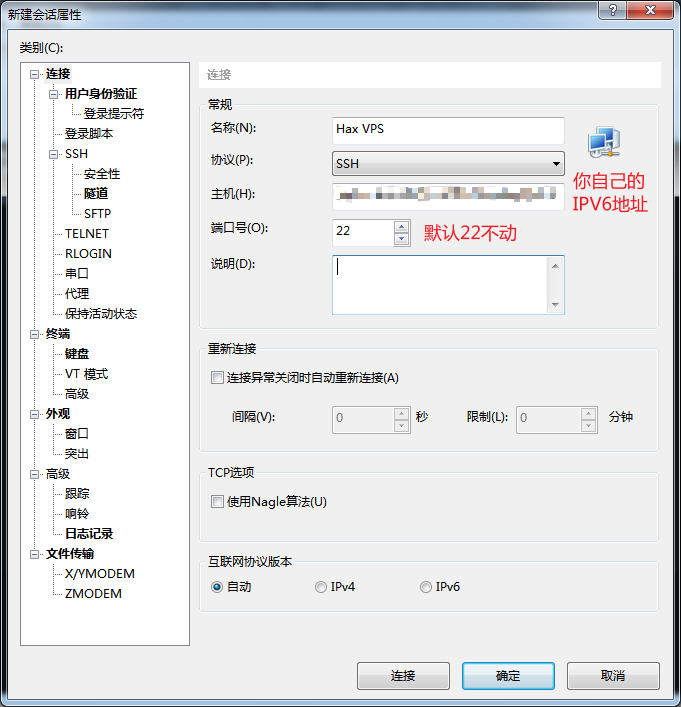 新建会话属性
类别(C):
连接
用户身份验证
登录提示符
登录脚本
SSH
安全性
隧道
SFTP
TELNET
RLOGIN
串口
代理
保持活动状态
终端
键盘
VT 模式
高级
外观
窗口
突出
高级
跟踪
响铃
日志记录
文件传输
X/YMODEM
ZMODEM
连接
常规
名称(N): Hax VPS
协议(P): SSH
主机(H):
你自己的
IPV6地址
端口号(O): 22 默认22不动
说明(D):
重新连接
连接异常关闭时自动重新连接(A)
间隔(V): 0 秒 限制(L): 0 分钟
TCP选项
使用Nagle算法(U)
互联网协议版本
自动 IPv4 IPv6
连接 确定 取消